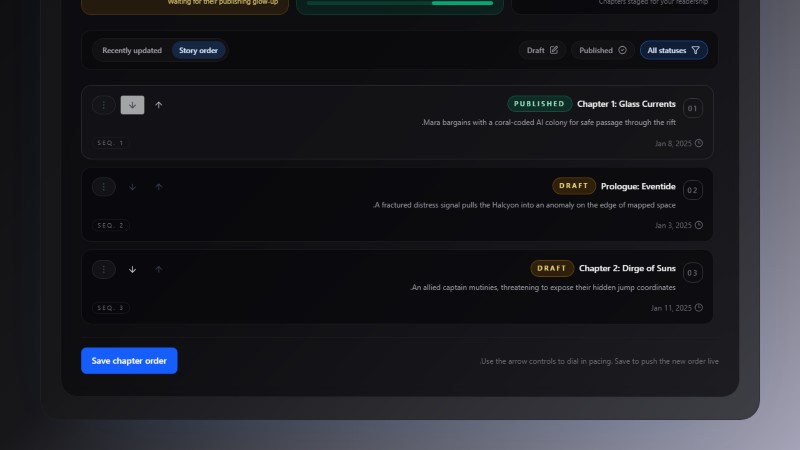 Waiting for their publishing glow-up
Chapters staged for your readership
Recently updated
Story order
Draft
Published
All statuses
PUBLISHED
Chapter 1: Glass Currents
01
.Mara bargains with a coral-coded AI colony for safe passage through the rift
SEQ. 1
Jan 8, 2025
DRAFT
Prologue: Eventide
02
.A fractured distress signal pulls the Halcyon into an anomaly on the edge of mapped space
SEQ. 2
Jan 3, 2025
DRAFT
Chapter 2: Dirge of Suns
03
.An allied captain mutinies, threatening to expose their hidden jump coordinates
SEQ. 3
Jan 11, 2025
Save chapter order
.Use the arrow controls to dial in pacing. Save to push the new order live